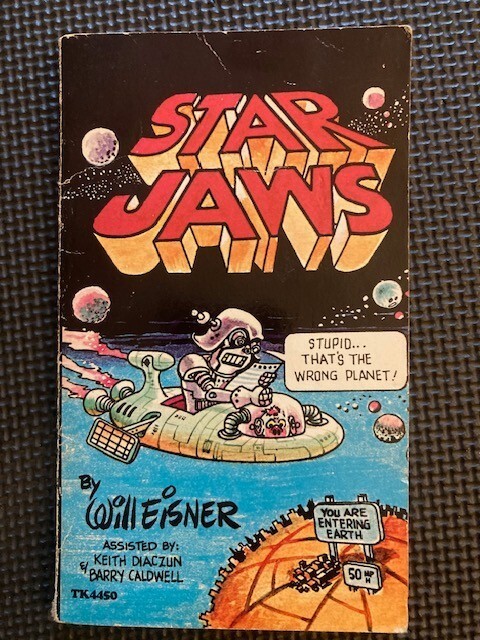 STAR
JAWS
STUPID...
THAT'S THE
WRONG PLANET!
By
Will EiSNER
ASSISTED BY:
KEITH DIACZUN
& BARRY CALDWELL
TK4450
YOU ARE
ENTERING
EARTH
50 MP
H